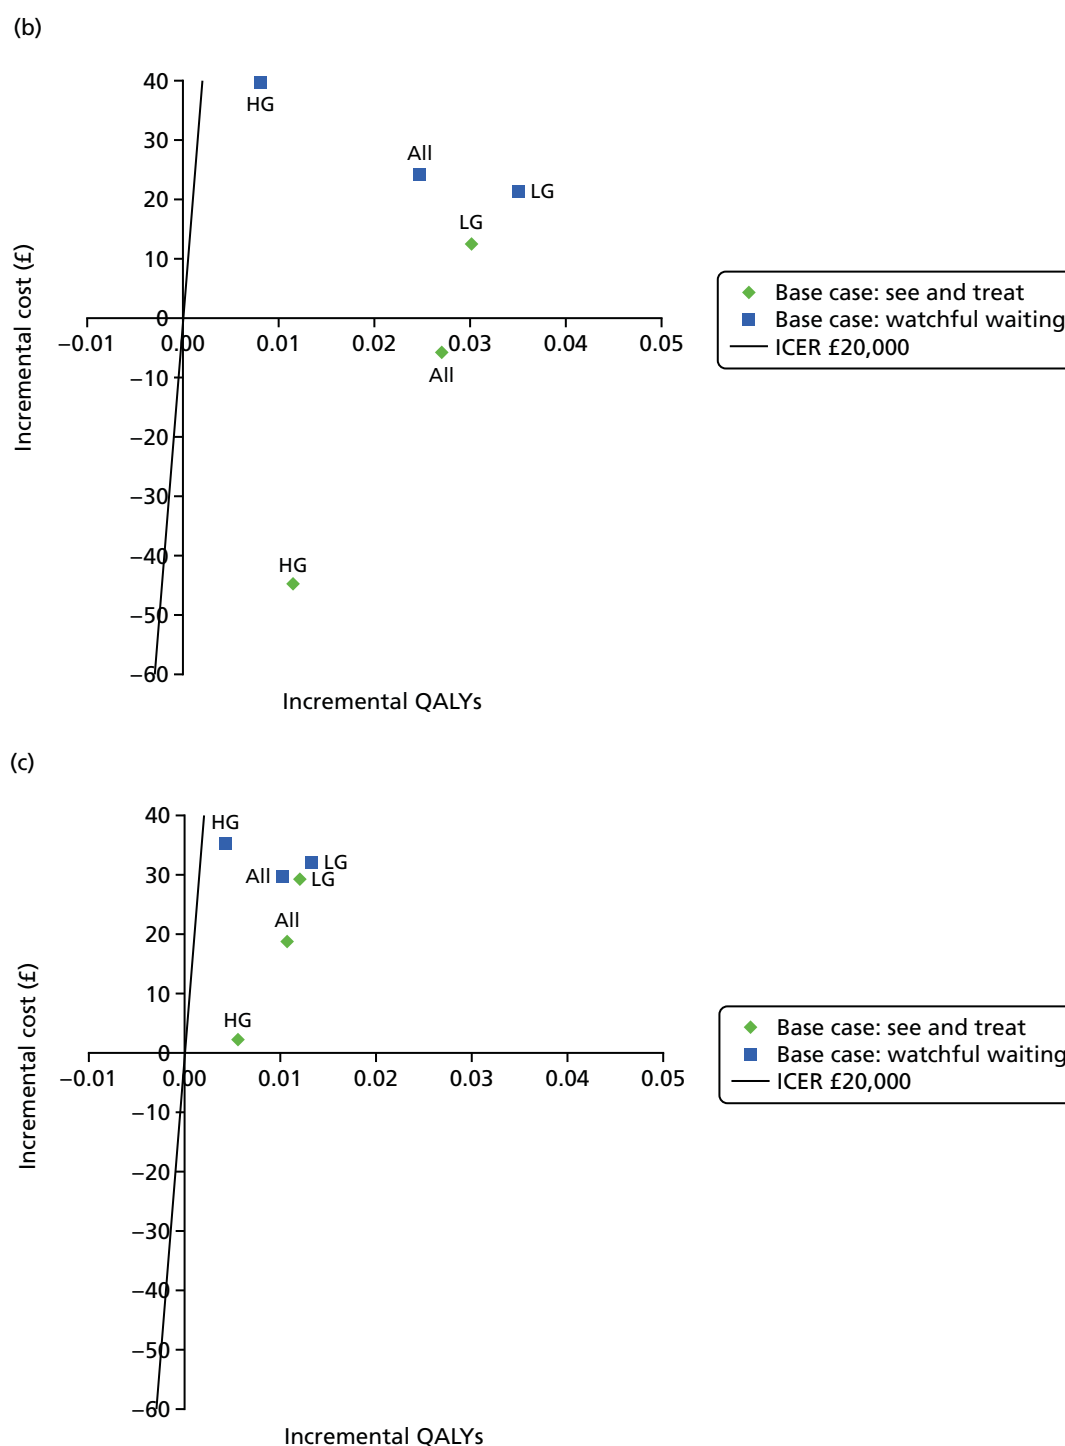 (b)
40
HG
30
All
20
LG
LG
10
0
−0.01
0.00
0.01
0.02
0.03
0.04
0.05
−10
All
−20
−30
−40
HG
−50
−60
Incremental cost (£)
Incremental QALYs
Base case: see and treat
Base case: watchful waiting
ICER £20,000
(c)
40
HG
30
LG
All
LG
20
All
10
HG
0
−0.01
0.00
0.01
0.02
0.03
0.04
0.05
−10
−20
−30
−40
−50
−60
Incremental cost (£)
Incremental QALYs
Base case: see and treat
Base case: watchful waiting
ICER £20,000